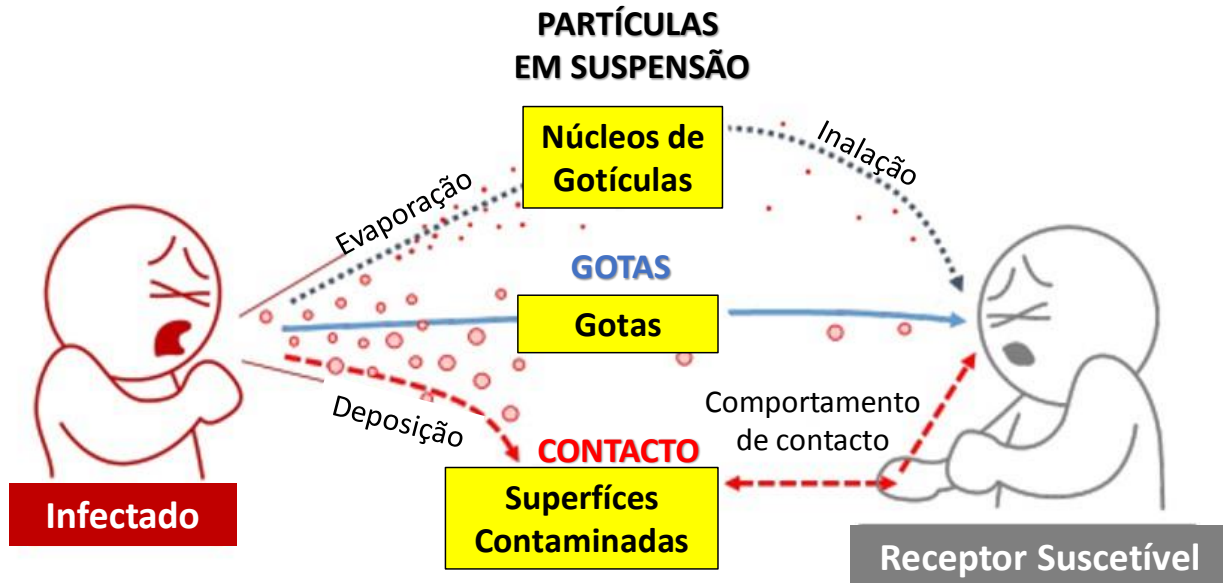 PARTÍCULAS
EM SUSPENSÃO
Núcleos de
Gotículas
Evaporação
Inalação
GOTAS
Gotas
Deposição
Comportamento
de contacto
CONTACTO
Superfíces
Contaminadas
Infectado
Receptor Suscetível